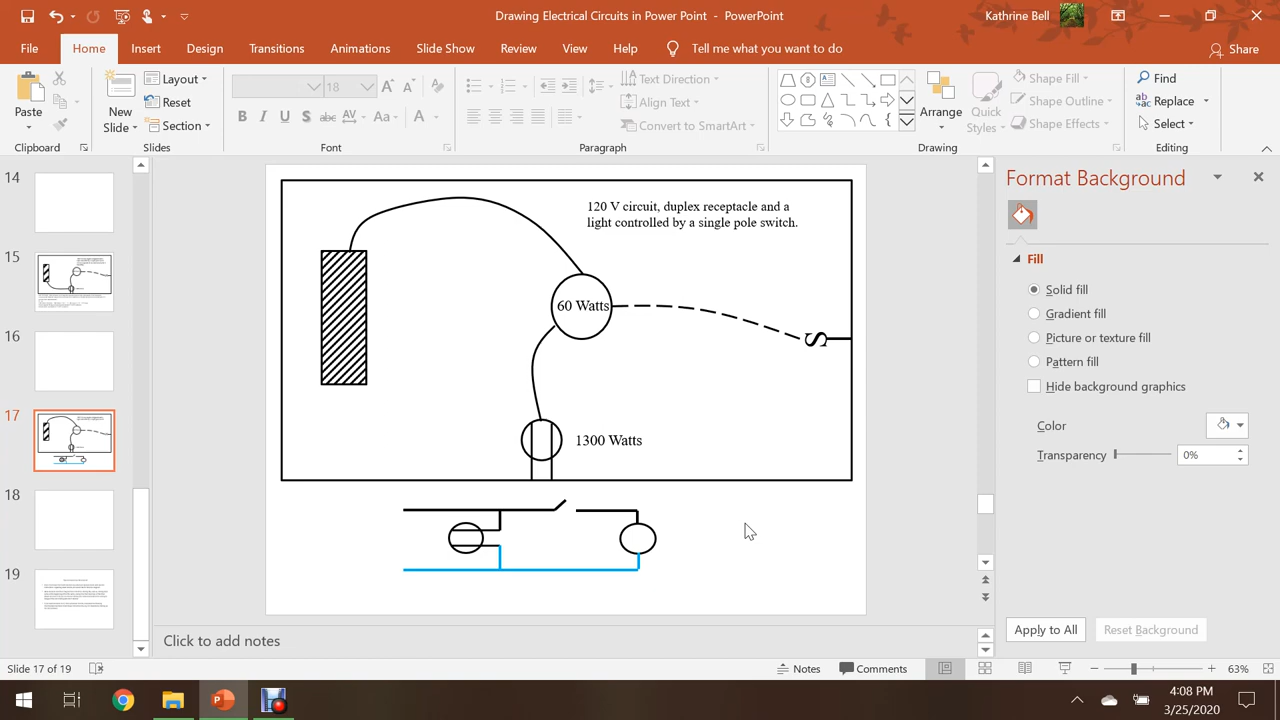 Drawing Electrical Circuits in Power Point - PowerPoint
Kathrine Bell
File Home Insert Design Transitions Animations Slide Show Review View Help Tell me what you want to do Share
Paste
Clipboard
New
Slide
Layout
Reset
Section
Slides
18
B I U S abc AV Aa A
Font
Text Direction
Align Text
Convert to SmartArt
Paragraph
Arrange
Quick
Styles
Shape Fill
Shape Outline
Shape Effects
Drawing
Find
Replace
Select
Editing
14
15
16
17
18
19
120 V circuit, duplex receptacle and a
light controlled by a single pole switch.
60 Watts
S
1300 Watts
Click to add notes
Format Background
Fill
Solid fill
Gradient fill
Picture or texture fill
Pattern fill
Hide background graphics
Color
Transparency 0%
Apply to All Reset Background
Slide 17 of 19
Notes
Comments
63%
4:08 PM
3/25/2020